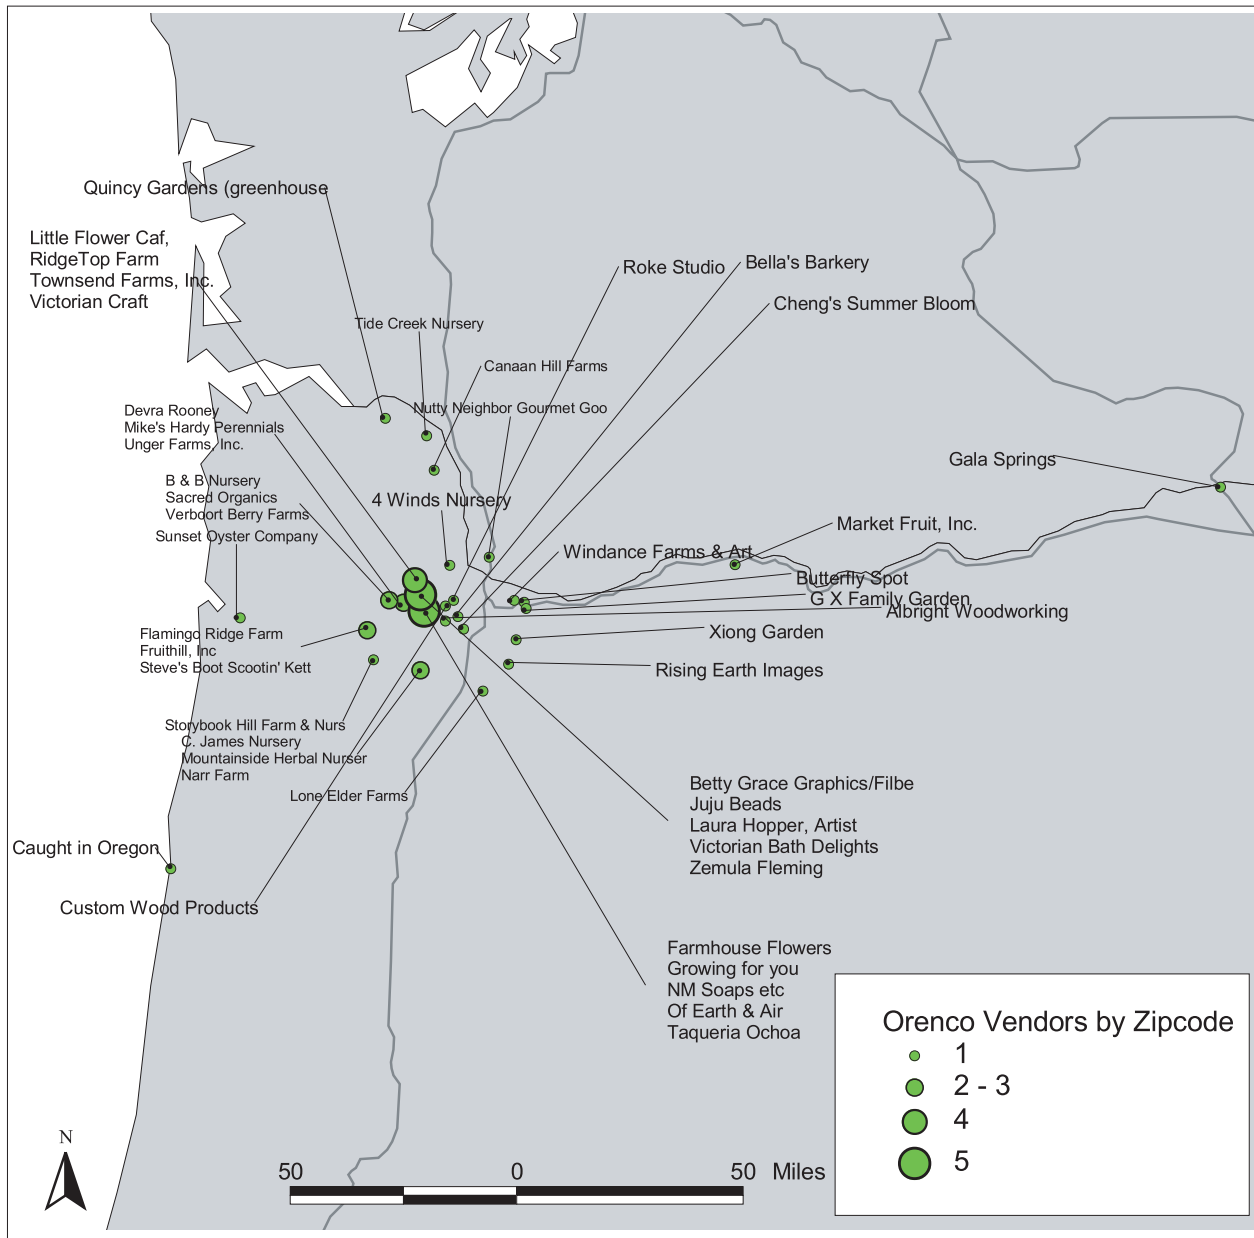 Quincy Gardens (greenhouse
Little Flower Caf,
RidgeTop Farm
Townsend Farms, Inc.
Victorian Craft
Roke Studio
Bella's Barkery
Cheng's Summer Bloom
Tide Creek Nursery
Canaan Hill Farms
Nutty Neighbor Gourmet Goo
Devra Rooney
Mike's Hardy Perennials
Unger Farms, Inc.
Gala Springs
B & B Nursery
Sacred Organics
Verboort Berry Farms
4 Winds Nursery
Sunset Oyster Company
Market Fruit, Inc.
Windance Farms & Art
Butterfly Spot
G X Family Garden
Albright Woodworking
Xiong Garden
Flamingo Ridge Farm
Fruithill, Inc
Steve's Boot Scootin' Kett
Rising Earth Images
Storybook Hill Farm & Nurs
C. James Nursery
Mountainside Herbal Nurser
Narr Farm
Lone Elder Farms
Betty Grace Graphics/Filbe
Juju Beads
Laura Hopper, Artist
Victorian Bath Delights
Zemula Fleming
Caught in Oregon
Custom Wood Products
Farmhouse Flowers
Growing for you
NM Soaps etc
Of Earth & Air
Taqueria Ochoa
Orenco Vendors by Zipcode
1
2 - 3
4
5
N
50 0 50 Miles